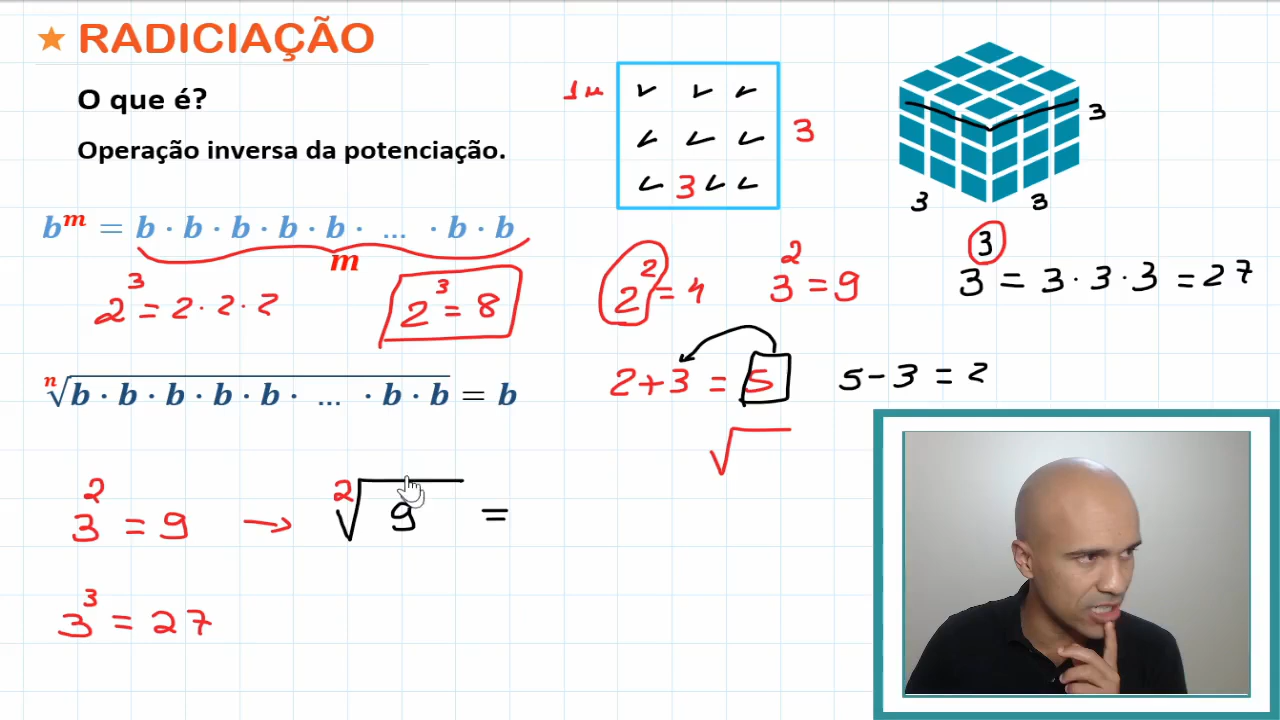 RADICIAÇÃO
O que é?
Operação inversa da potenciação.
bᵐ = b · b · b · b · b · ... · b · b
m
2³ = 2 · 2 · 2
2³ = 8
ⁿ√b · b · b · b · b · ... · b · b = b
3² = 9 → ²√9 =
3³ = 27
1u
3
3
2² = 4
3² = 9
2 + 3 = 5
5 - 3 = 2
√
3
3
3
3³ = 3 · 3 · 3 = 27